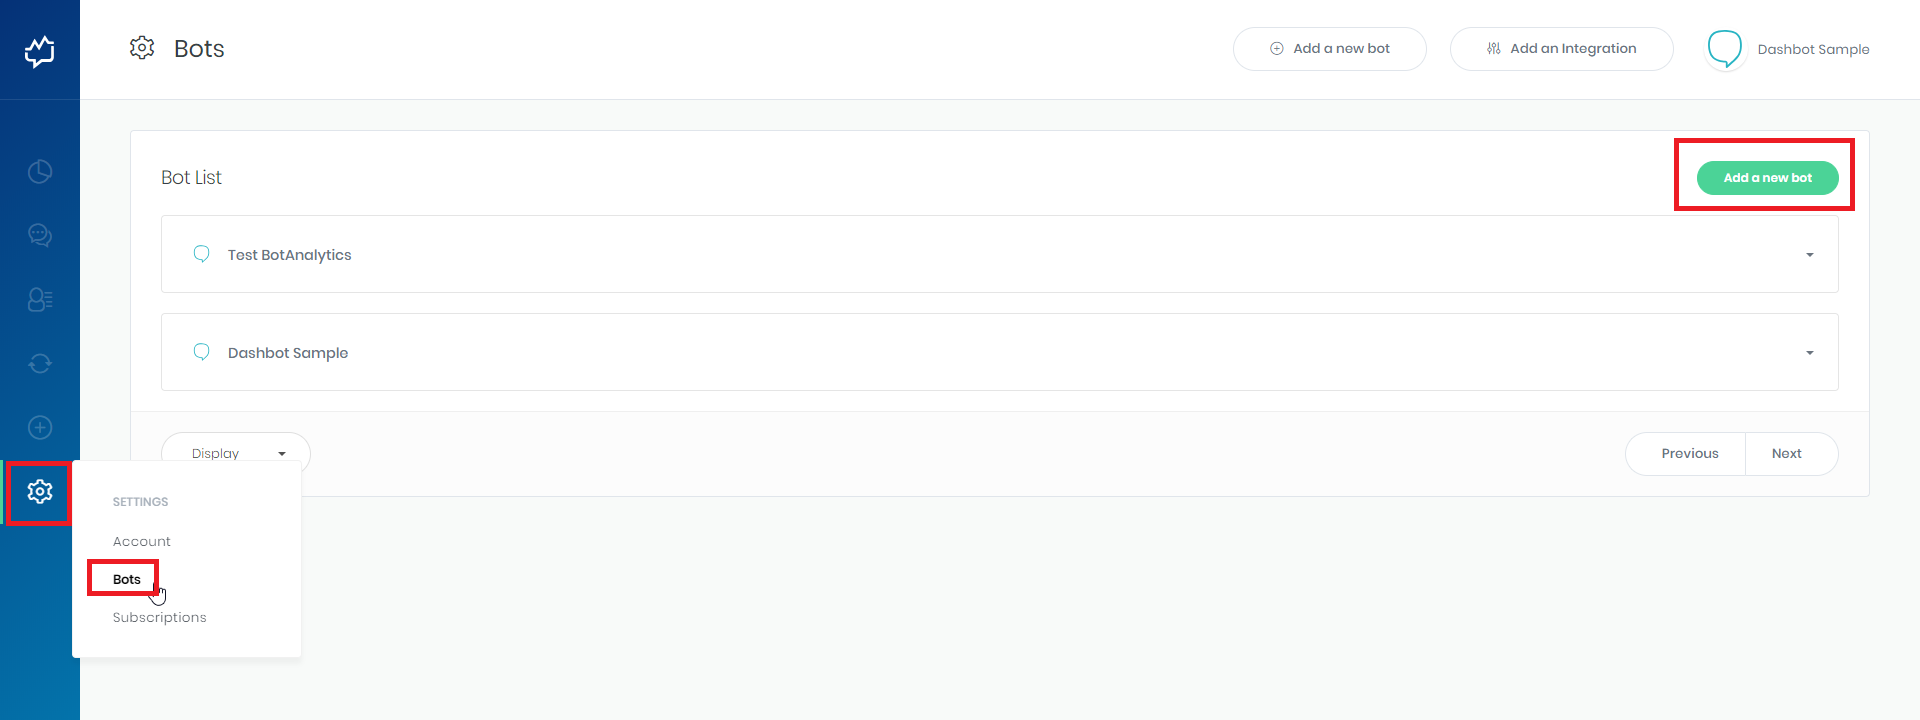 Bots
Add a new bot
Add an Integration
Dashbot Sample
Bot List
Add a new bot
Test BotAnalytics
Dashbot Sample
Display
Previous
Next
SETTINGS
Account
Bots
Subscriptions